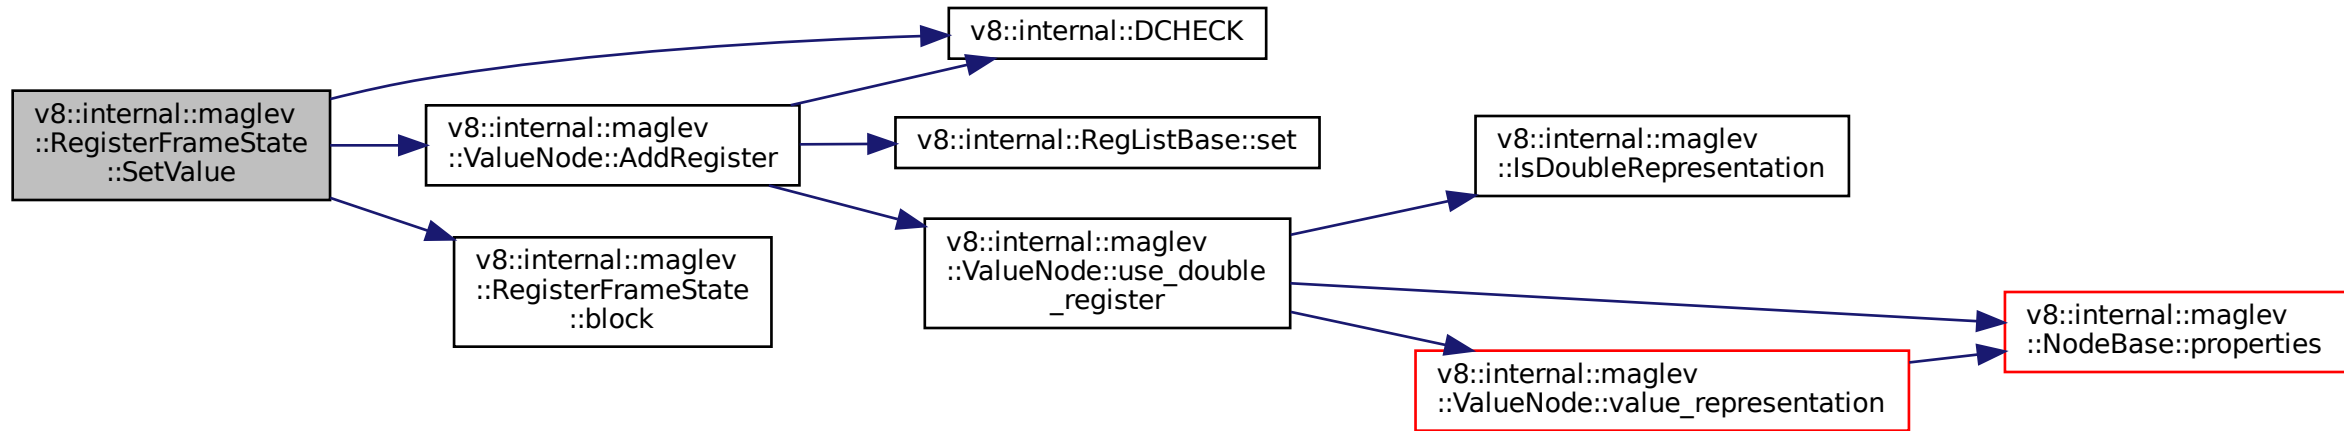 v8::internal::maglev
::RegisterFrameState
::SetValue
v8::internal::DCHECK
v8::internal::maglev
::ValueNode::AddRegister
v8::internal::RegListBase::set
v8::internal::maglev
::ValueNode::use_double
_register
v8::internal::maglev
::IsDoubleRepresentation
v8::internal::maglev
::NodeBase::properties
v8::internal::maglev
::ValueNode::value_representation
v8::internal::maglev
::RegisterFrameState
::block